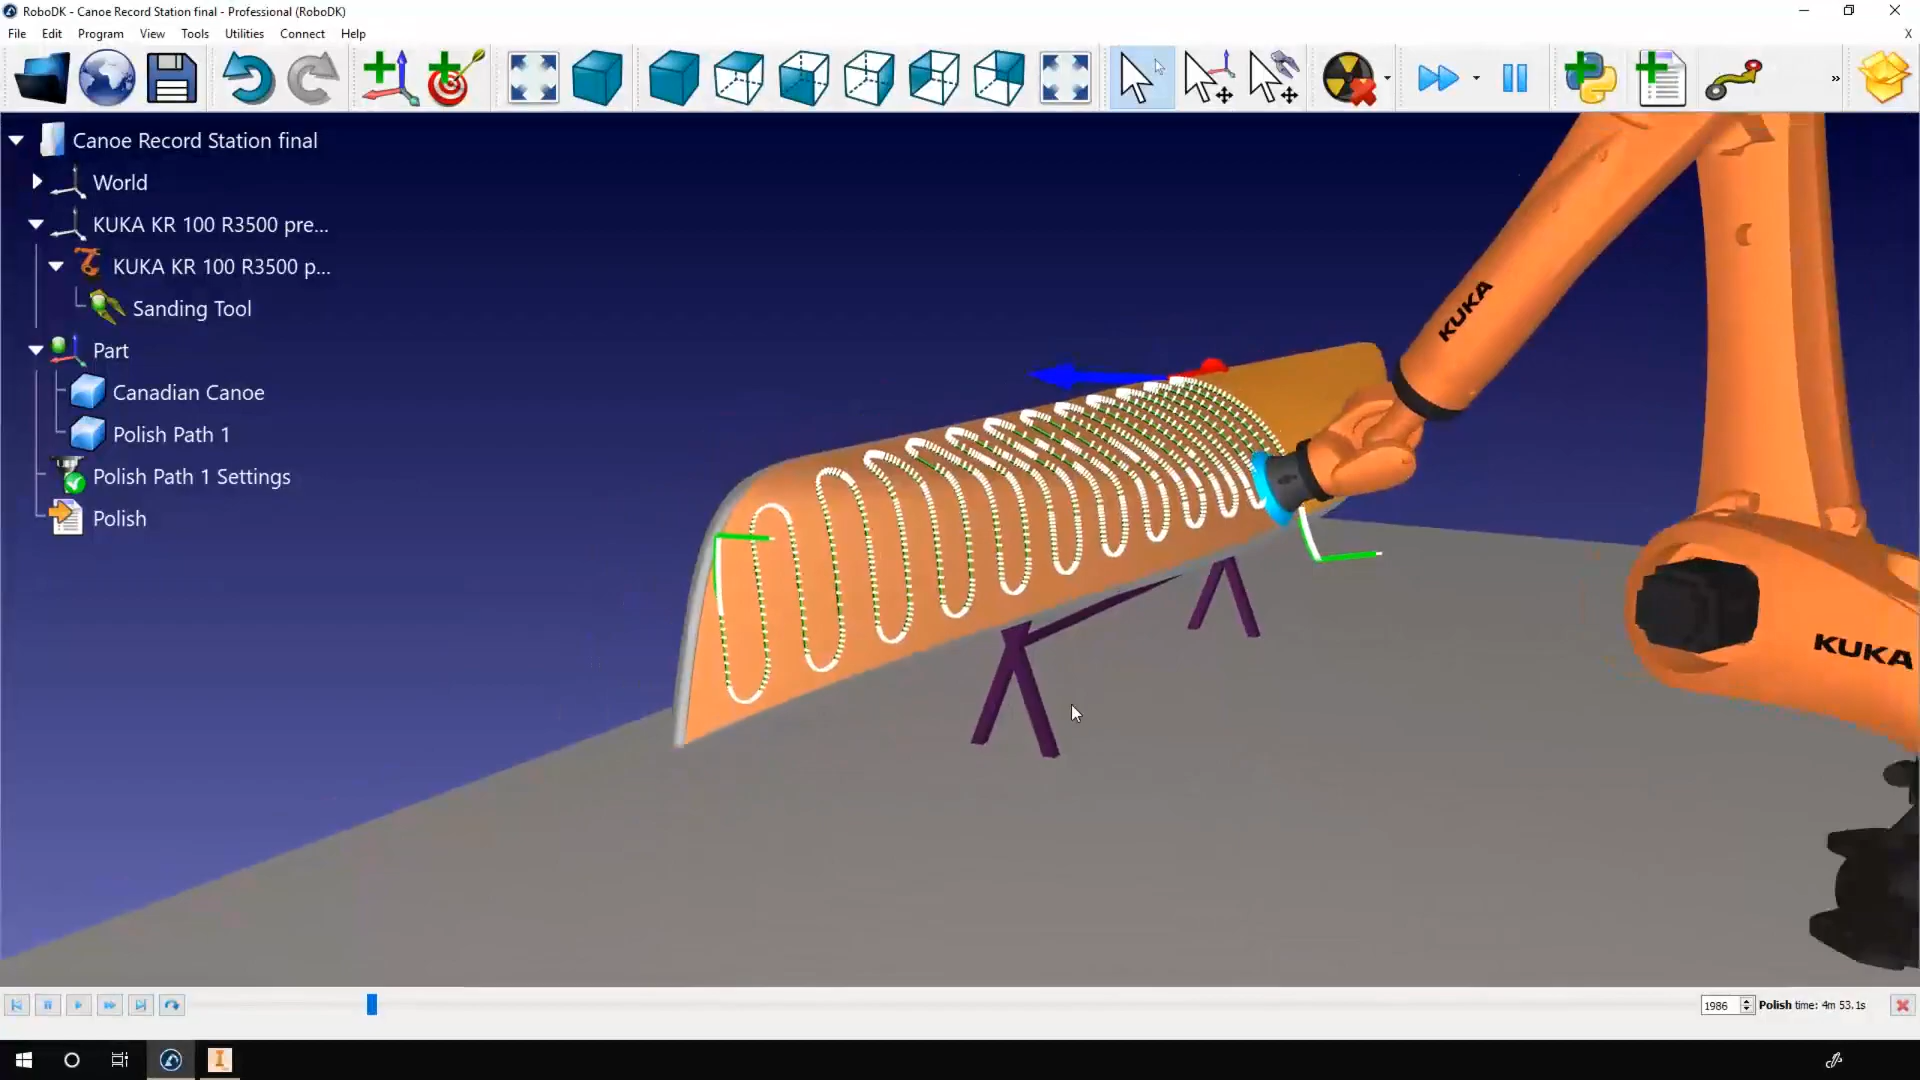 RoboDK - Canoe Record Station final - Professional (RoboDK)
File Edit Program View Tools Utilities Connect Help
X
»
Canoe Record Station final
World
KUKA KR 100 R3500 pre...
KUKA KR 100 R3500 p...
Sanding Tool
Part
Canadian Canoe
Polish Path 1
Polish Path 1 Settings
Polish
KUKA
KUKA
1986 Polish time: 4m 53.1s